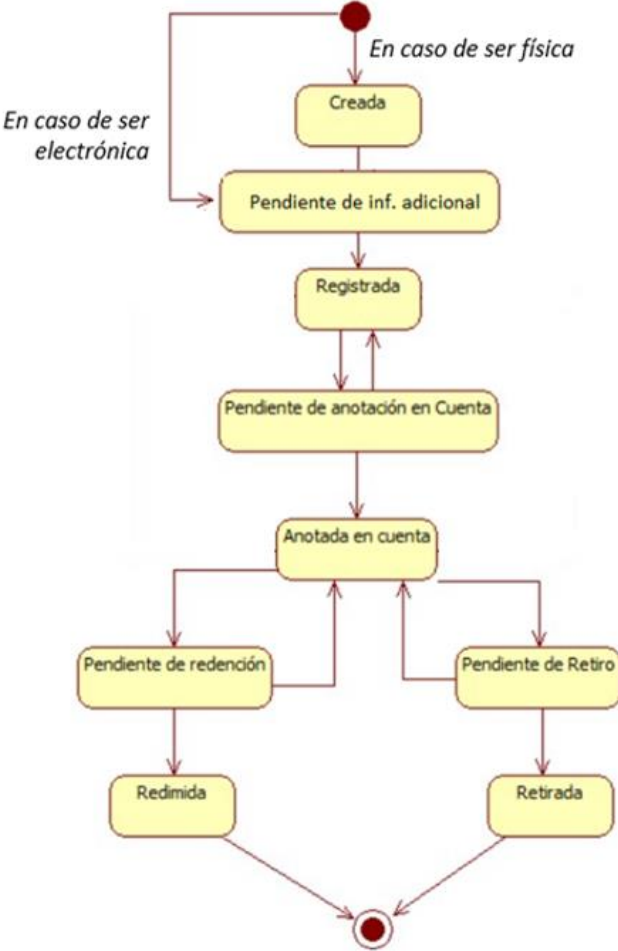 En caso de ser física
Creada
En caso de ser
electrónica
Pendiente de inf. adicional
Registrada
Pendiente de anotación en Cuenta
Anotada en cuenta
Pendiente de redención
Pendiente de Retiro
Redimida
Retirada